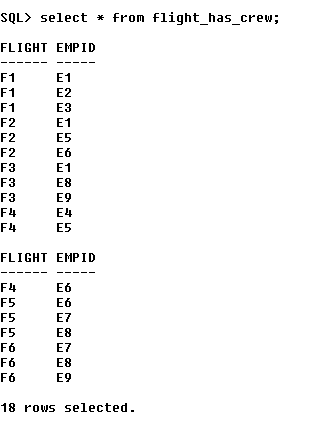 SQL> select * from flight_has_crew;
FLIGHT EMPID
------ -----
F1     E1
F1     E2
F1     E3
F2     E1
F2     E5
F2     E6
F3     E1
F3     E8
F3     E9
F4     E4
F4     E5
FLIGHT EMPID
------ -----
F4     E6
F5     E6
F5     E7
F5     E8
F6     E7
F6     E8
F6     E9
18 rows selected.